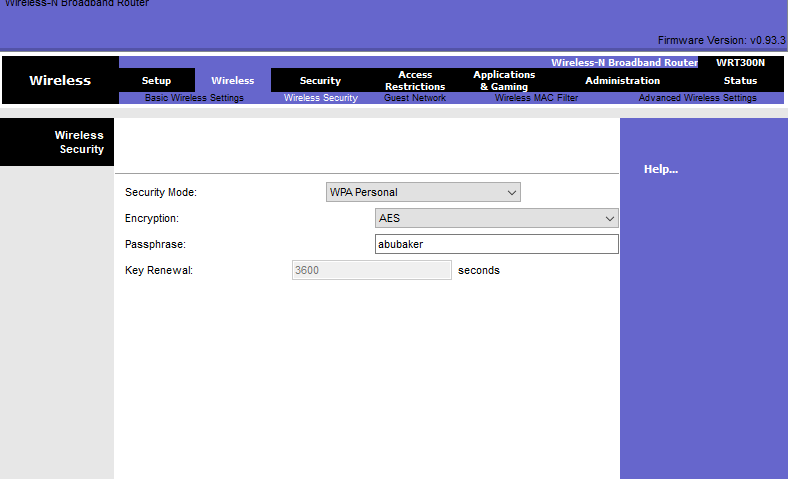 Wireless-N Broadband Router
Firmware Version: v0.93.3
Wireless-N Broadband Router WRT300N
Wireless
Setup Wireless Security Access Restrictions Applications & Gaming Administration Status
Basic Wireless Settings Wireless Security Guest Network Wireless MAC Filter Advanced Wireless Settings
Wireless Security
Help...
Security Mode: WPA Personal
Encryption: AES
Passphrase: abubaker
Key Renewal: 3600 seconds